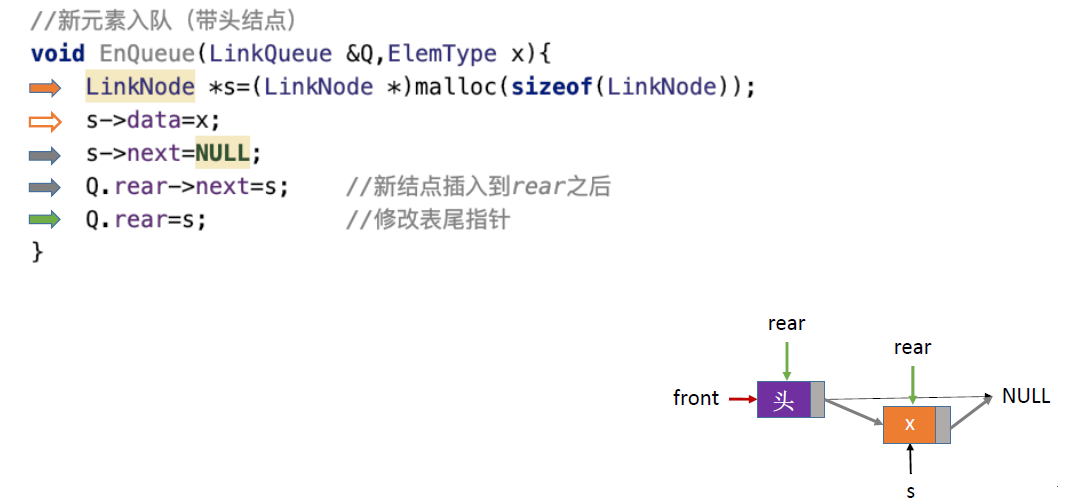 //新元素入队（带头结点）
void EnQueue(LinkQueue &Q,ElemType x){
LinkNode *s=(LinkNode *)malloc(sizeof(LinkNode));
s->data=x;
s->next=NULL;
Q.rear->next=s; //新结点插入到rear之后
Q.rear=s; //修改表尾指针
}
rear
rear
front
头
NULL
x
s